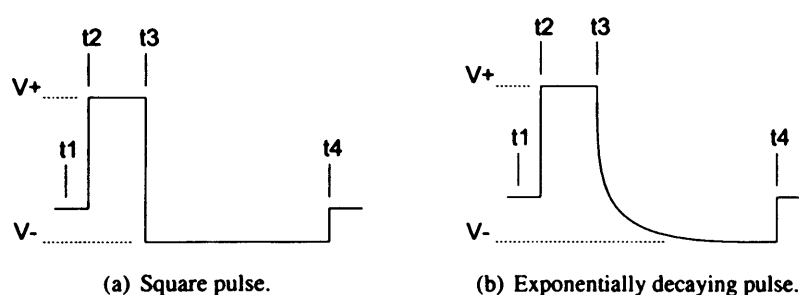 t2 t3
V+
t1
t4
V-
(a) Square pulse.
t2 t3
V+
t1
t4
V-
(b) Exponentially decaying pulse.